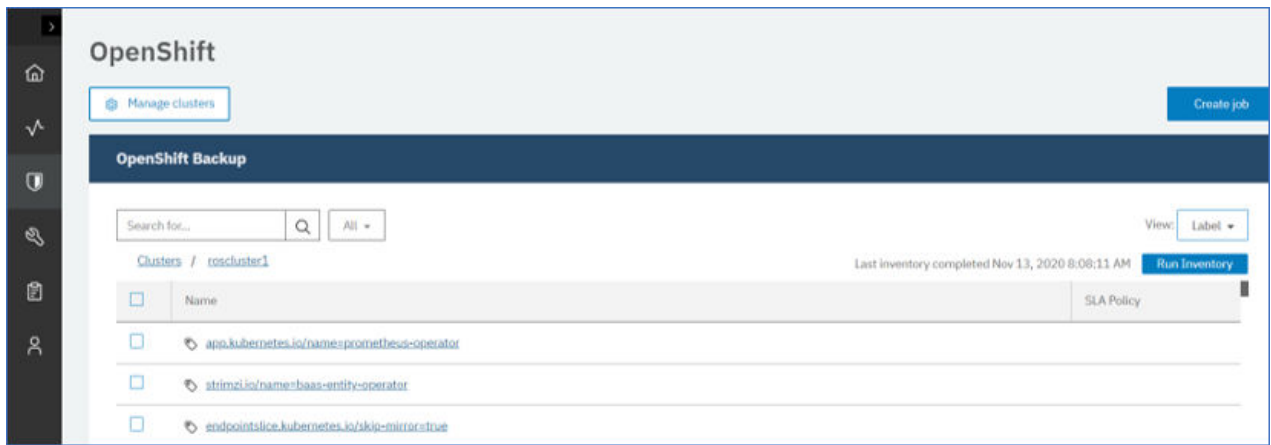 OpenShift
Manage clusters
Create job
OpenShift Backup
Search for...
All
View: Label
Clusters / roscluster1
Last inventory completed Nov 13, 2020 8:08:11 AM Run Inventory
Name SLA Policy
app.kubernetes.io/name=prometheus-operator
strimzi.io/name=baas-entity-operator
endpointslice.kubernetes.io/skip-mirror=true